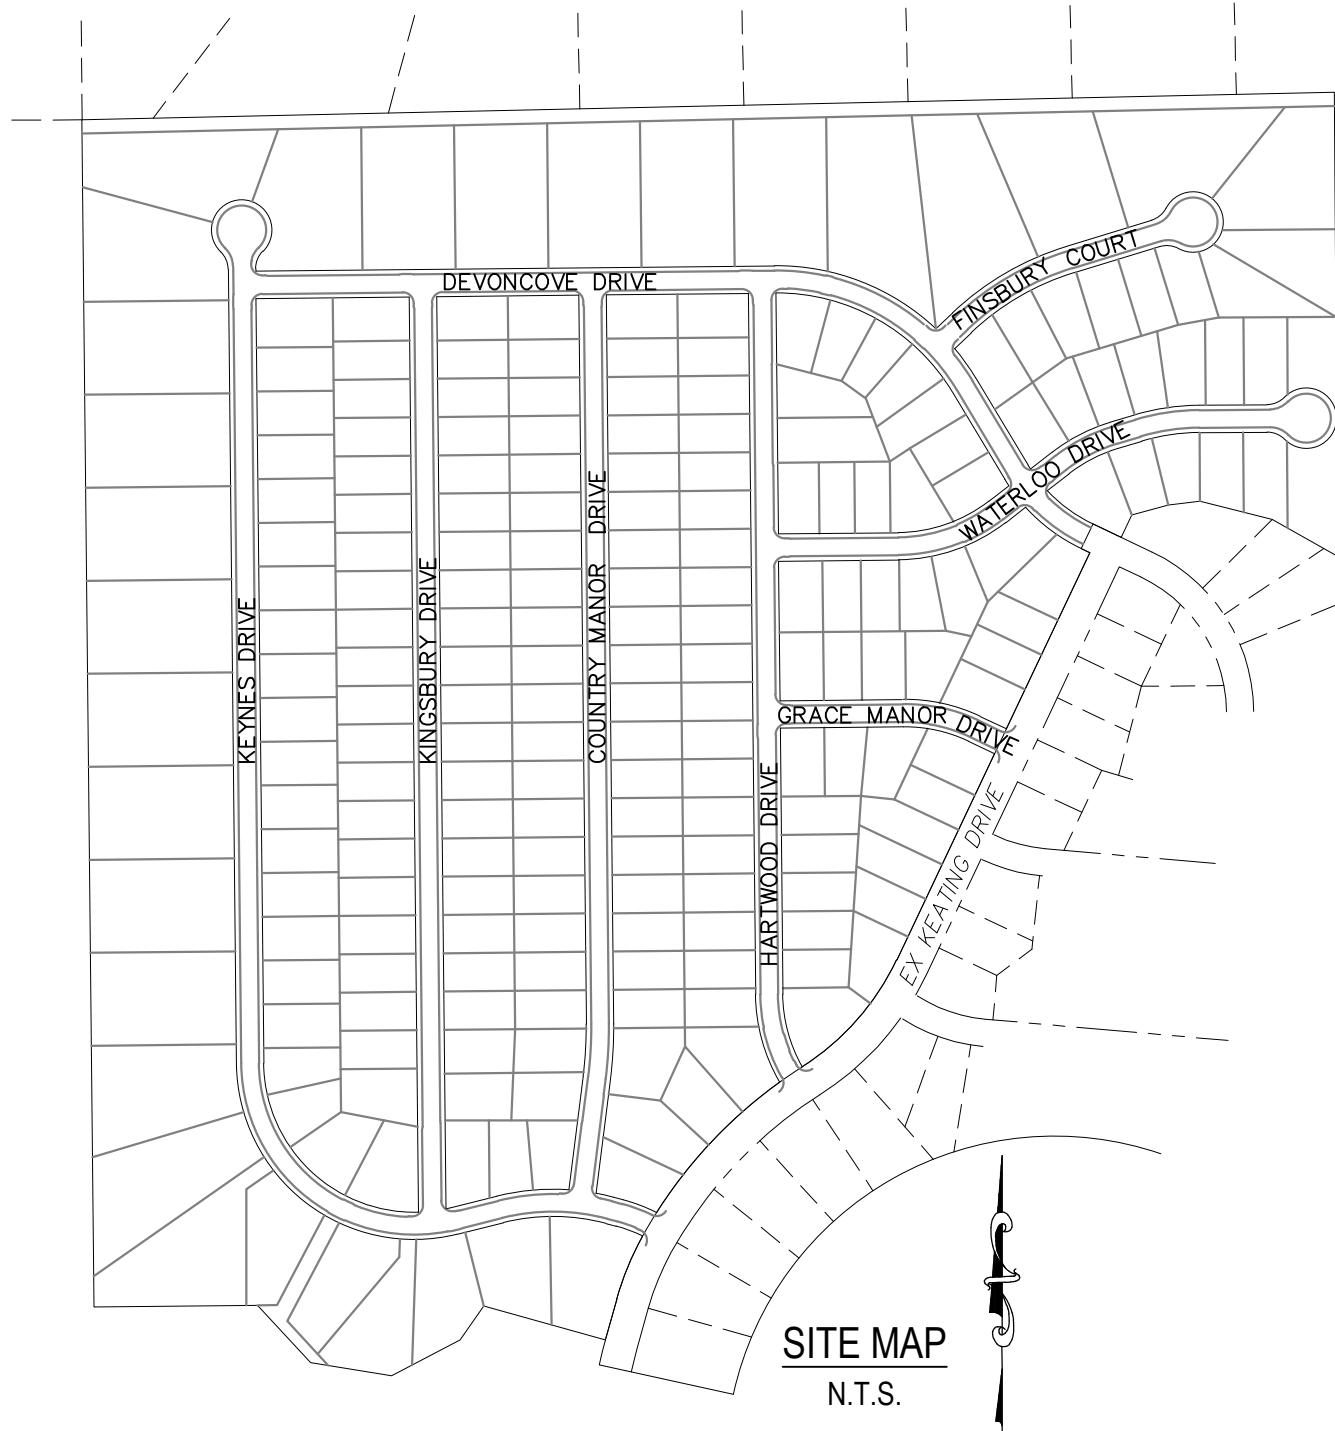 DEVONCOVE DRIVE
FINSBURY COURT
WATERLOO DRIVE
KEYNES DRIVE
KINGSBURY DRIVE
COUNTRY MANOR DRIVE
GRACE MANOR DRIVE
HARTWOOD DRIVE
EX KEATING DRIVE
SITE MAP
N.T.S.